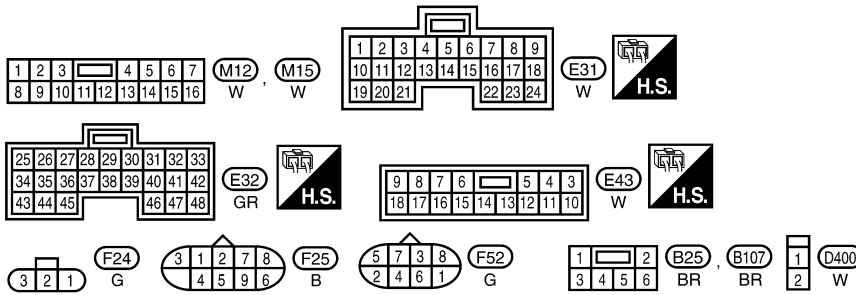 1 2 3 4 5 6 7 M12 , M15
8 9 10 11 12 13 14 15 16 W W
1 2 3 4 5 6 7 8 9
10 11 12 13 14 15 16 17 18 E31
19 20 21 22 23 24 W
H.S.
25 26 27 28 29 30 31 32 33
34 35 36 37 38 39 40 41 42 E32
43 44 45 46 47 48 GR
H.S.
9 8 7 6 5 4 3 E43
18 17 16 15 14 13 12 11 10 W
H.S.
3 2 1 F24
G
3 1 2 7 8 F25
4 5 9 6 B
5 7 3 8 F52
2 4 6 1 G
1 2 B25 , B107
3 4 5 6 BR BR
1 D400
2 W